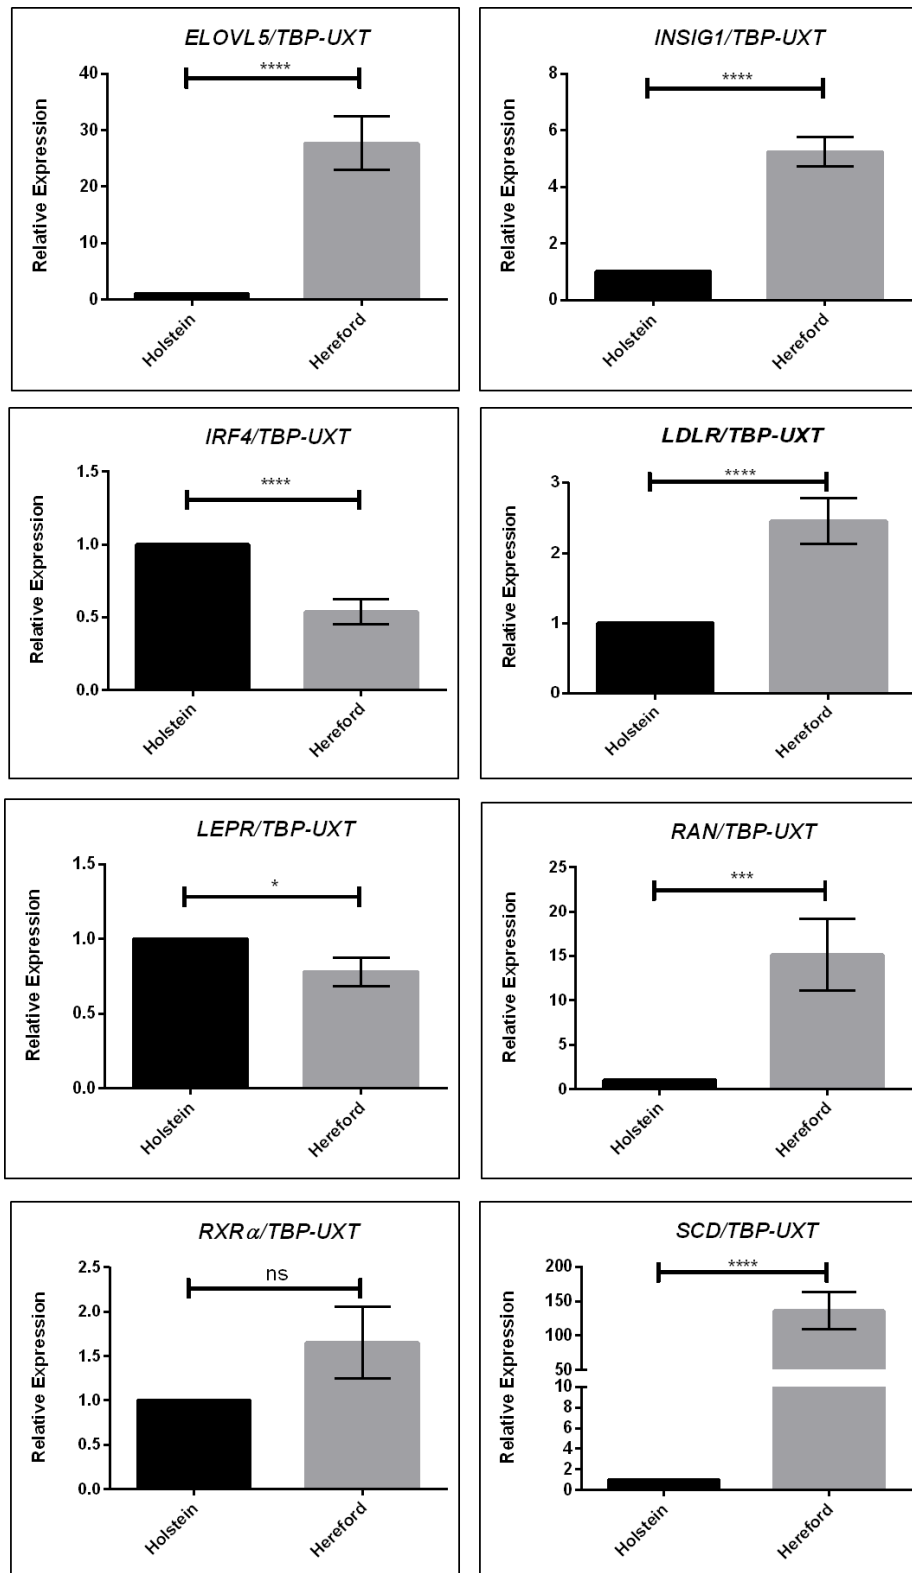 ELOVL5/TBP-UXT
****
40
30
20
10
0
Relative Expression
Holstein
Hereford
INSIG1/TBP-UXT
****
8
6
4
2
0
Relative Expression
Holstein
Hereford
IRF4/TBP-UXT
****
1.5
1.0
0.5
0.0
Relative Expression
Holstein
Hereford
LDLR/TBP-UXT
****
3
2
1
0
Relative Expression
Holstein
Hereford
LEPR/TBP-UXT
*
1.5
1.0
0.5
0.0
Relative Expression
Holstein
Hereford
RAN/TBP-UXT
***
25
20
15
10
5
0
Relative Expression
Holstein
Hereford
RXRα/TBP-UXT
ns
2.5
2.0
1.5
1.0
0.5
0.0
Relative Expression
Holstein
Hereford
SCD/TBP-UXT
****
200
150
100
50
10
8
6
4
2
0
Relative Expression
Holstein
Hereford